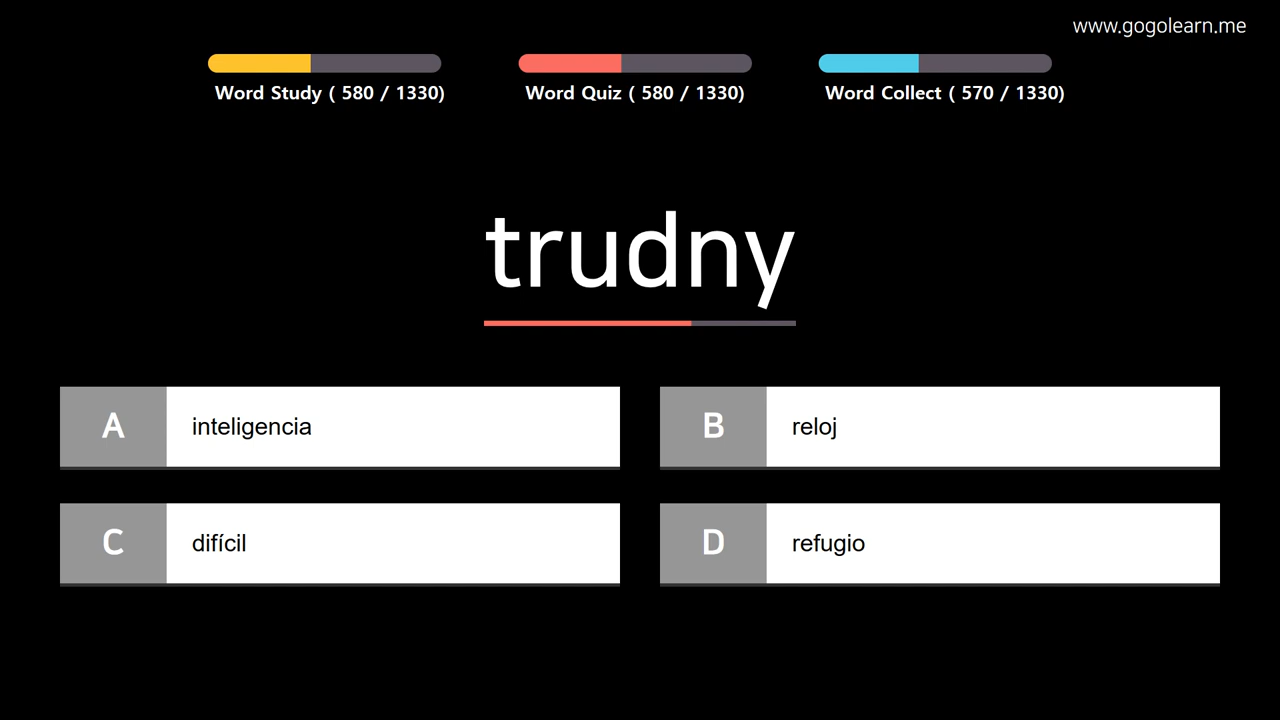 www.gogolearn.me
Word Study ( 580 / 1330)
Word Quiz ( 580 / 1330)
Word Collect ( 570 / 1330)
trudny
A
inteligencia
B
reloj
C
difícil
D
refugio